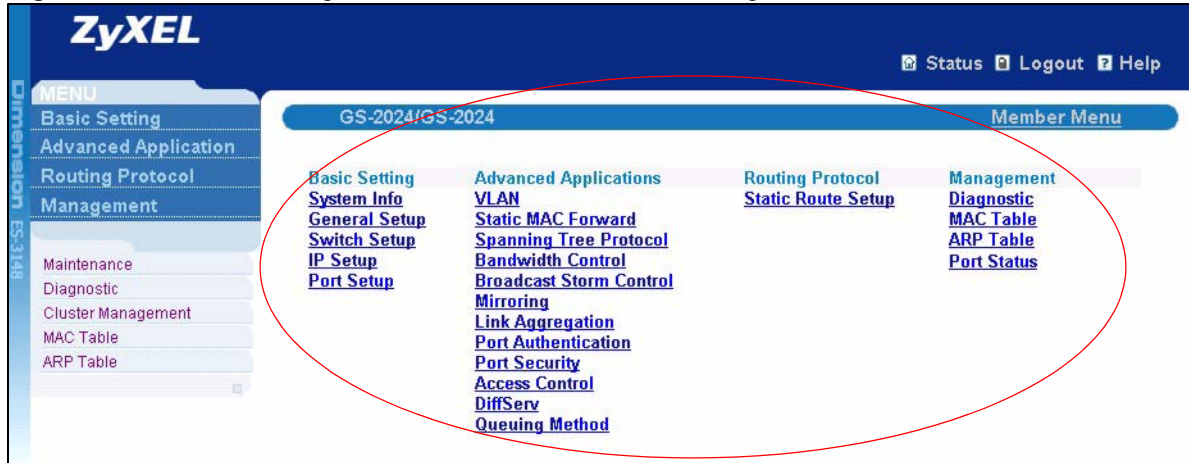 ZyXEL
Status Logout Help
Dimension ES-3148
MENU
Basic Setting
Advanced Application
Routing Protocol
Management
Maintenance
Diagnostic
Cluster Management
MAC Table
ARP Table
GS-2024/GS-2024 Member Menu
Basic Setting
System Info
General Setup
Switch Setup
IP Setup
Port Setup
Advanced Applications
VLAN
Static MAC Forward
Spanning Tree Protocol
Bandwidth Control
Broadcast Storm Control
Mirroring
Link Aggregation
Port Authentication
Port Security
Access Control
DiffServ
Queuing Method
Routing Protocol
Static Route Setup
Management
Diagnostic
MAC Table
ARP Table
Port Status